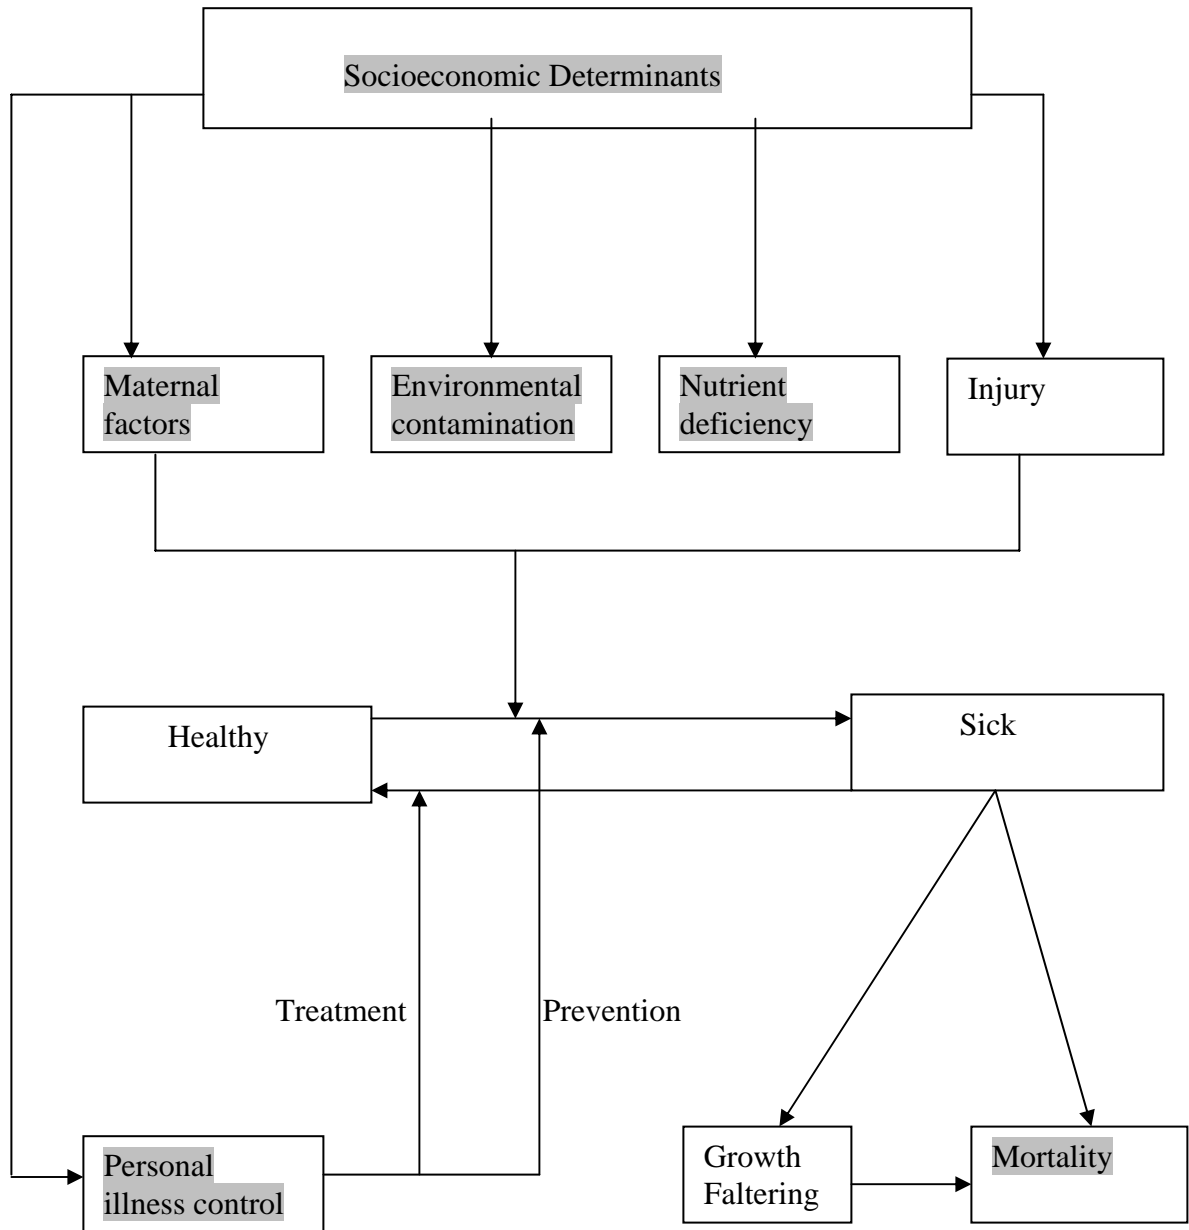 Socioeconomic Determinants
Maternal
factors
Environmental
contamination
Nutrient
deficiency
Injury
Healthy
Sick
Treatment
Prevention
Personal
illness control
Growth
Faltering
Mortality